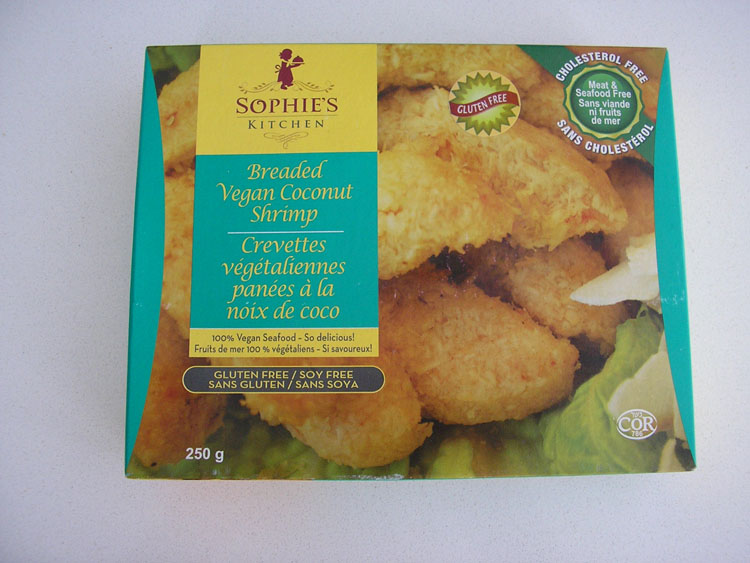 SOPHIE'S
KITCHEN
Breaded
Vegan Coconut
Shrimp
Crevettes
végétaliennes
panées à la
nóix de coco
100% Vegan Seafood – So delicious!
Fruits de mer 100 % végétaliens – Si savoureux!
GLUTEN FREE / SOY FREE
SANS GLUTEN / SANS SOYA
250 g
GLUTEN FREE
CHOLESTEROL FREE
Meat &
Seafood Free
Sans viande
ni fruits
de mer
SANS CHOLESTÉROL
COR
786